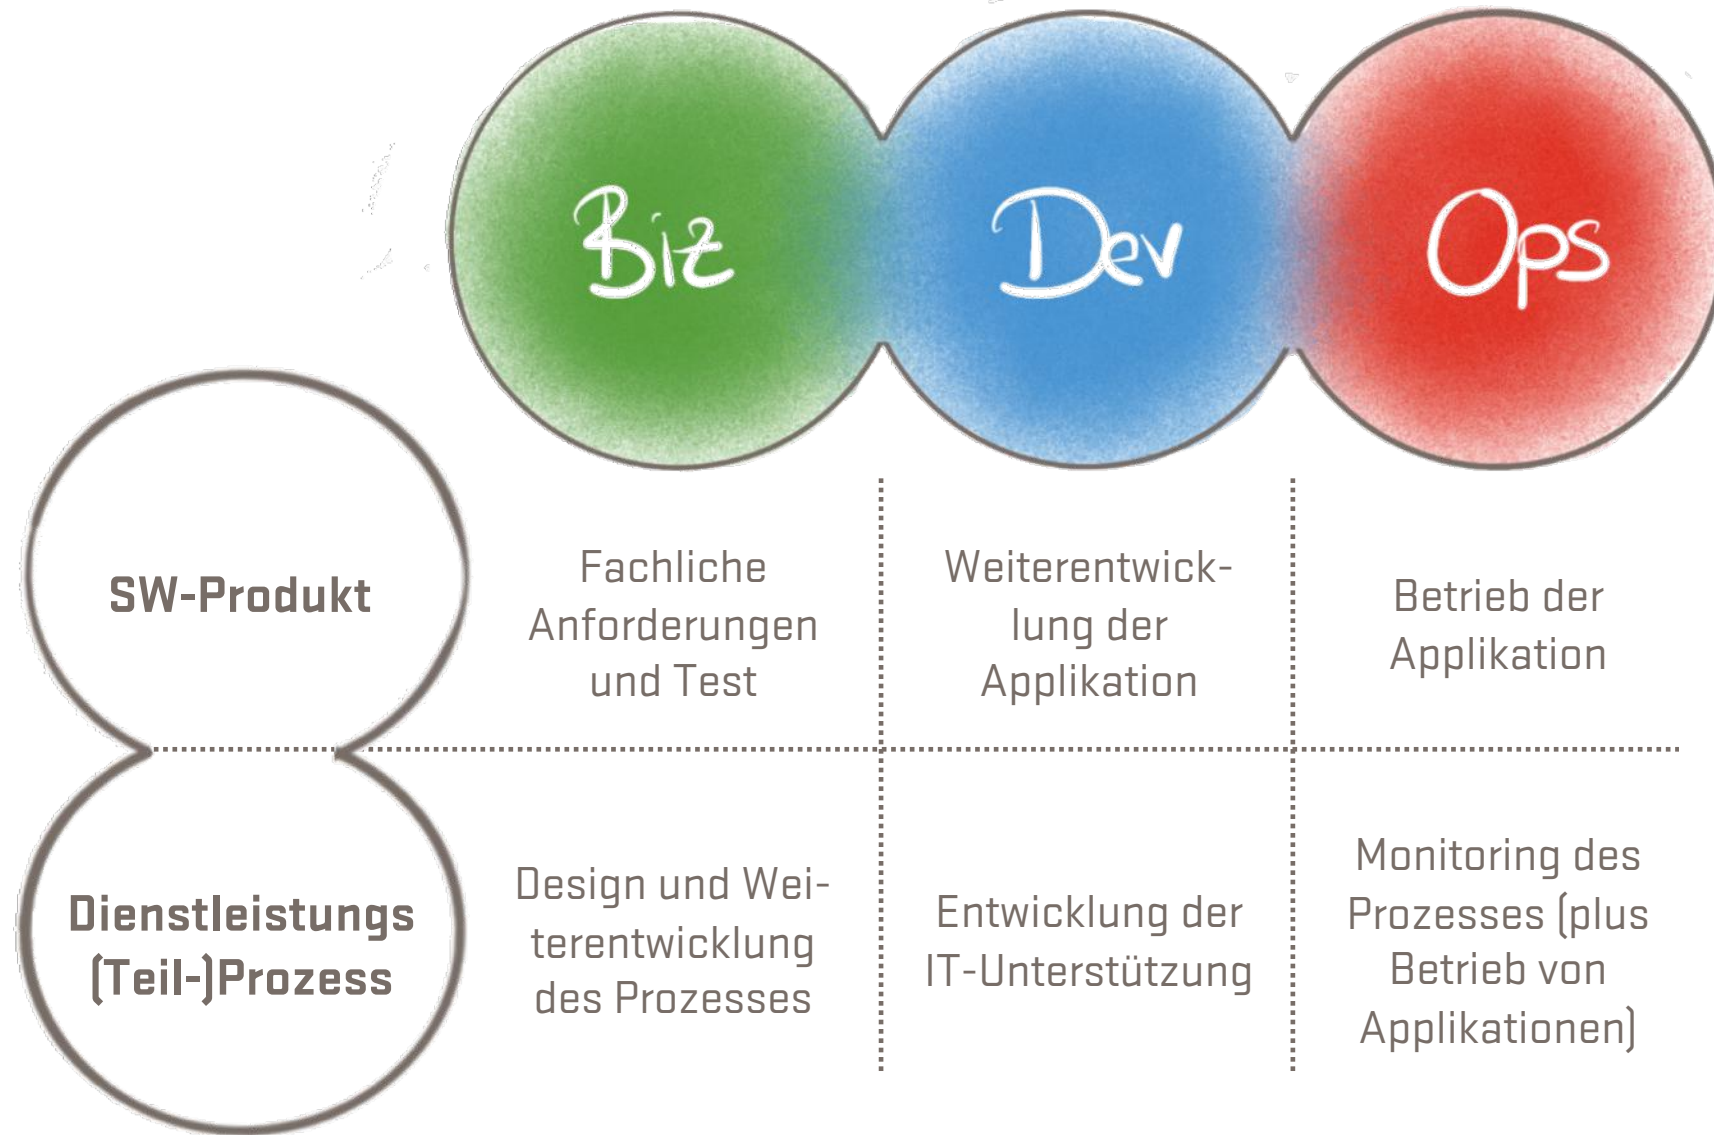 Biz Dev Ops
SW-Produkt
Fachliche
Anforderungen
und Test
Weiterentwick-
lung der
Applikation
Betrieb der
Applikation
Dienstleistungs
(Teil-)Prozess
Design und Wei-
terentwicklung
des Prozesses
Entwicklung der
IT-Unterstützung
Monitoring des
Prozesses (plus
Betrieb von
Applikationen)